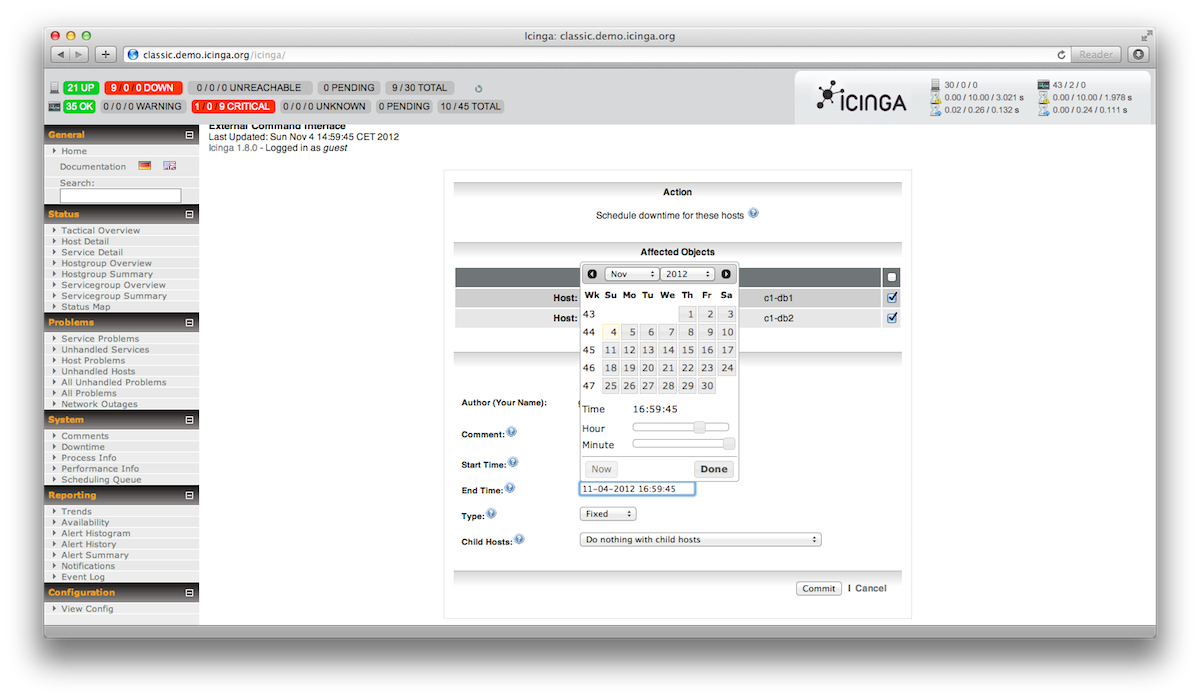 Icinga: classic.demo.icinga.org
classic.demo.icinga.org/icinga/
Reader
21 UP 9 / 0 / 0 DOWN 0 / 0 / 0 UNREACHABLE 0 PENDING 9 / 30 TOTAL
35 OK 0 / 0 / 0 WARNING 1 / 0 / 9 CRITICAL 0 / 0 / 0 UNKNOWN 0 PENDING 10 / 45 TOTAL
ICINGA
30 / 0 / 0
0.00 / 10.00 / 3.021 s
0.02 / 0.26 / 0.132 s
43 / 2 / 0
0.00 / 10.00 / 1.978 s
0.00 / 0.24 / 0.111 s
General
Home
Documentation
Search:
Status
Tactical Overview
Host Detail
Service Detail
Hostgroup Overview
Hostgroup Summary
Servicegroup Overview
Servicegroup Summary
Status Map
Problems
Service Problems
Unhandled Services
Host Problems
Unhandled Hosts
All Unhandled Problems
All Problems
Network Outages
System
Comments
Downtime
Process Info
Performance Info
Scheduling Queue
Reporting
Trends
Availability
Alert Histogram
Alert History
Alert Summary
Notifications
Event Log
Configuration
View Config
External Command Interface
Last Updated: Sun Nov 4 14:59:45 CET 2012
Icinga 1.8.0 - Logged in as guest
Action
Schedule downtime for these hosts
Affected Objects
Host: c1-db1
Host: c1-db2
Nov 2012
Wk Su Mo Tu We Th Fr Sa
43 1 2 3
44 4 5 6 7 8 9 10
45 11 12 13 14 15 16 17
46 18 19 20 21 22 23 24
47 25 26 27 28 29 30
Time 16:59:45
Hour
Minute
Now Done
Author (Your Name):
Comment:
Start Time:
End Time: 11-04-2012 16:59:45
Type: Fixed
Child Hosts: Do nothing with child hosts
Commit | Cancel